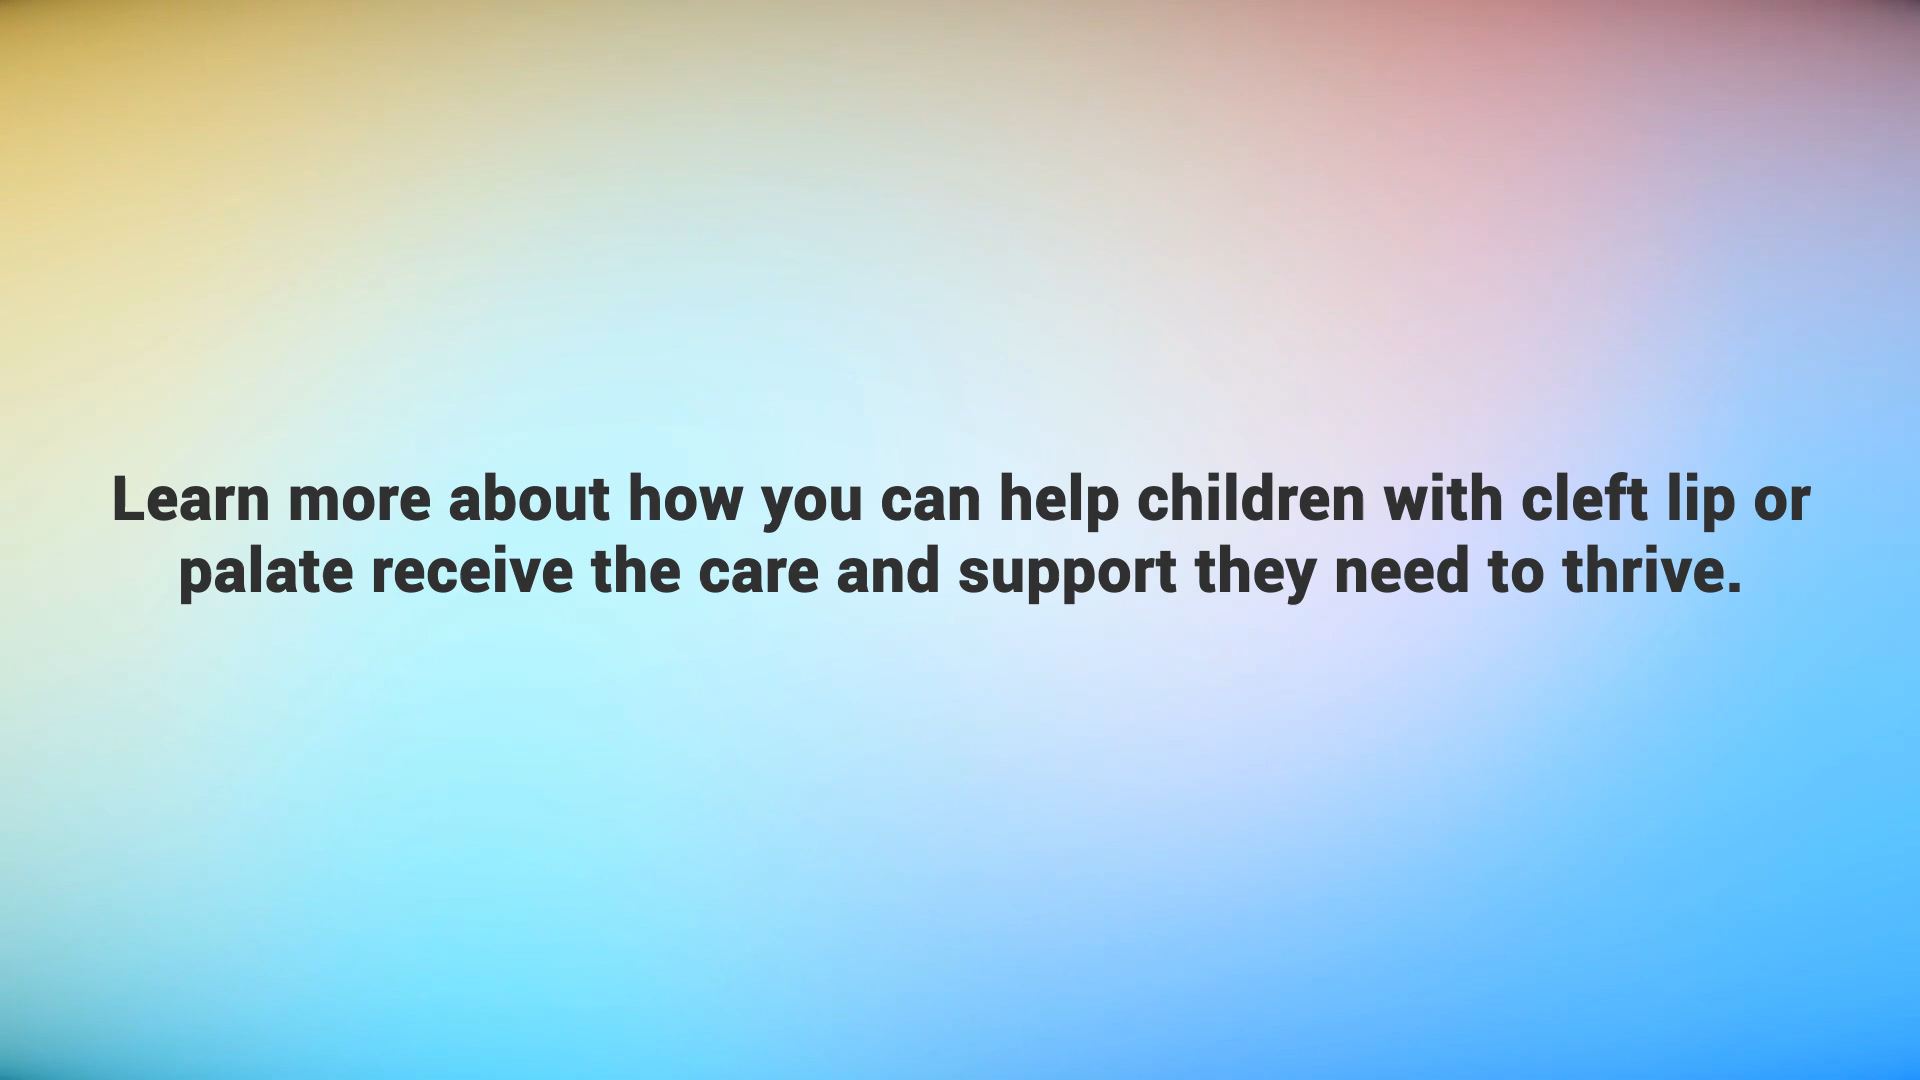 Learn more about how you can help children with cleft lip or
palate receive the care and support they need to thrive.